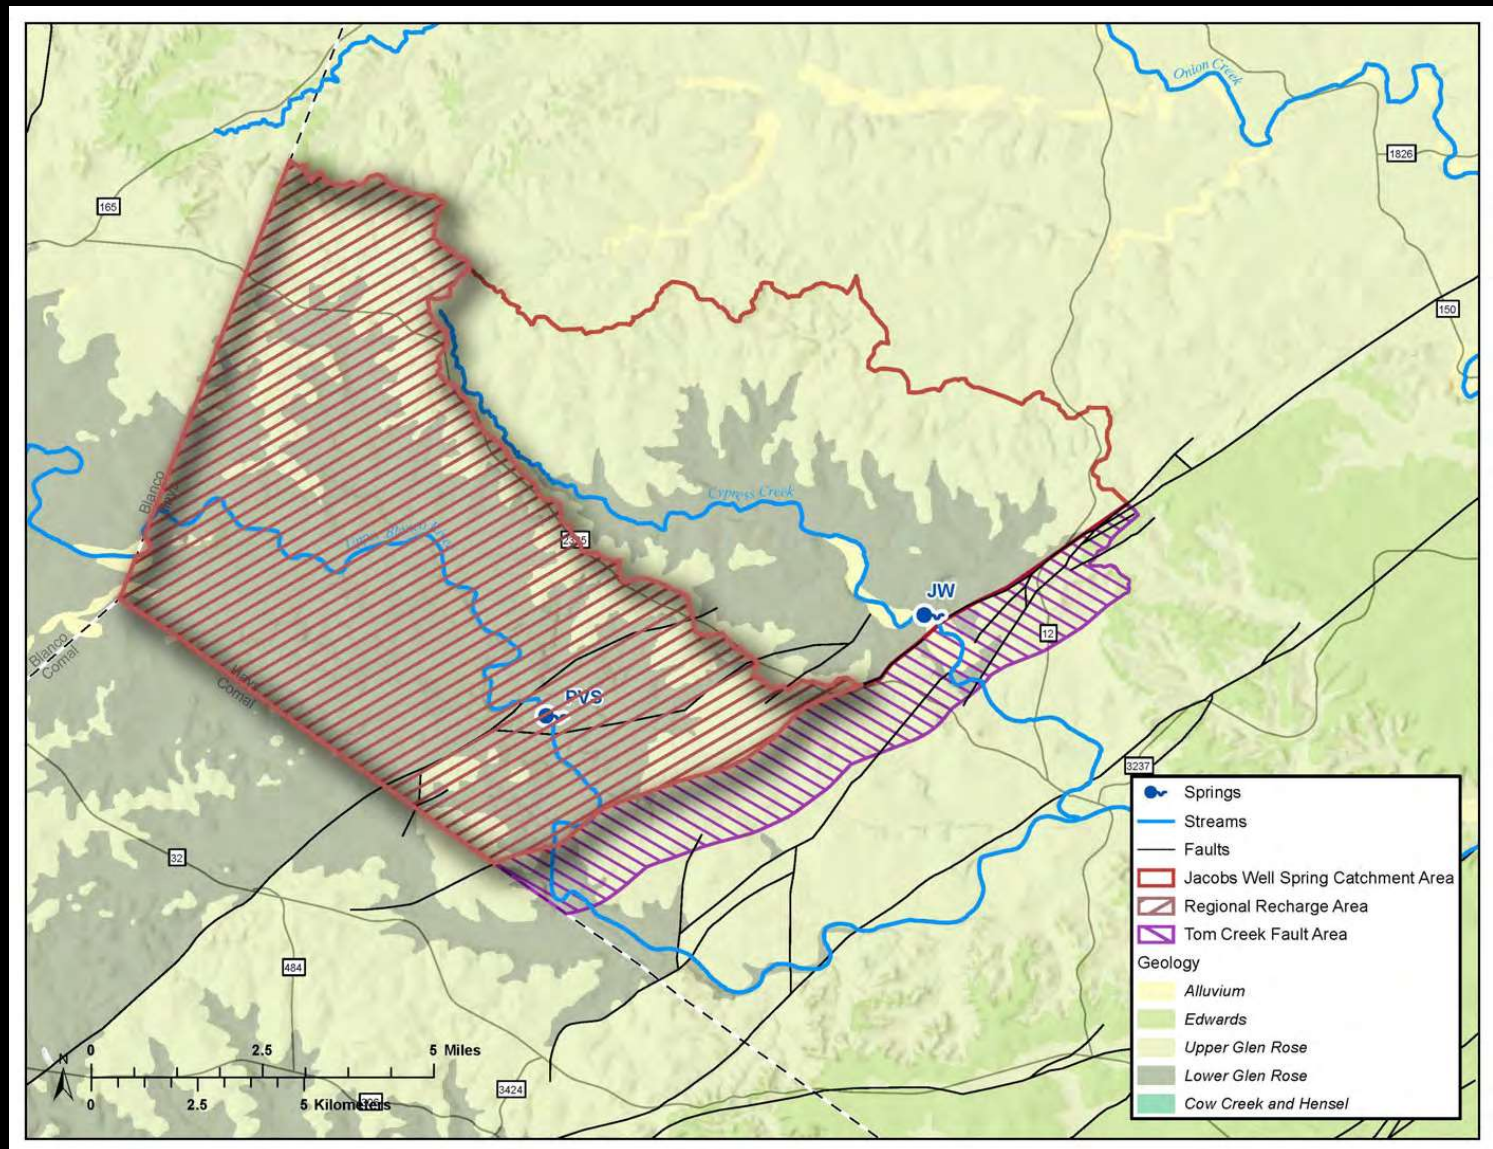 Onion Creek
1826
165
150
Blanco
Hays
Cypress Creek
JW
12
Blanco
Comal
Hays
Comal
PVS
3237
32
484
3424
N
0 2.5 5 Miles
0 2.5 5 Kilometers
Springs
Streams
Faults
Jacobs Well Spring Catchment Area
Regional Recharge Area
Tom Creek Fault Area
Geology
Alluvium
Edwards
Upper Glen Rose
Lower Glen Rose
Cow Creek and Hensel